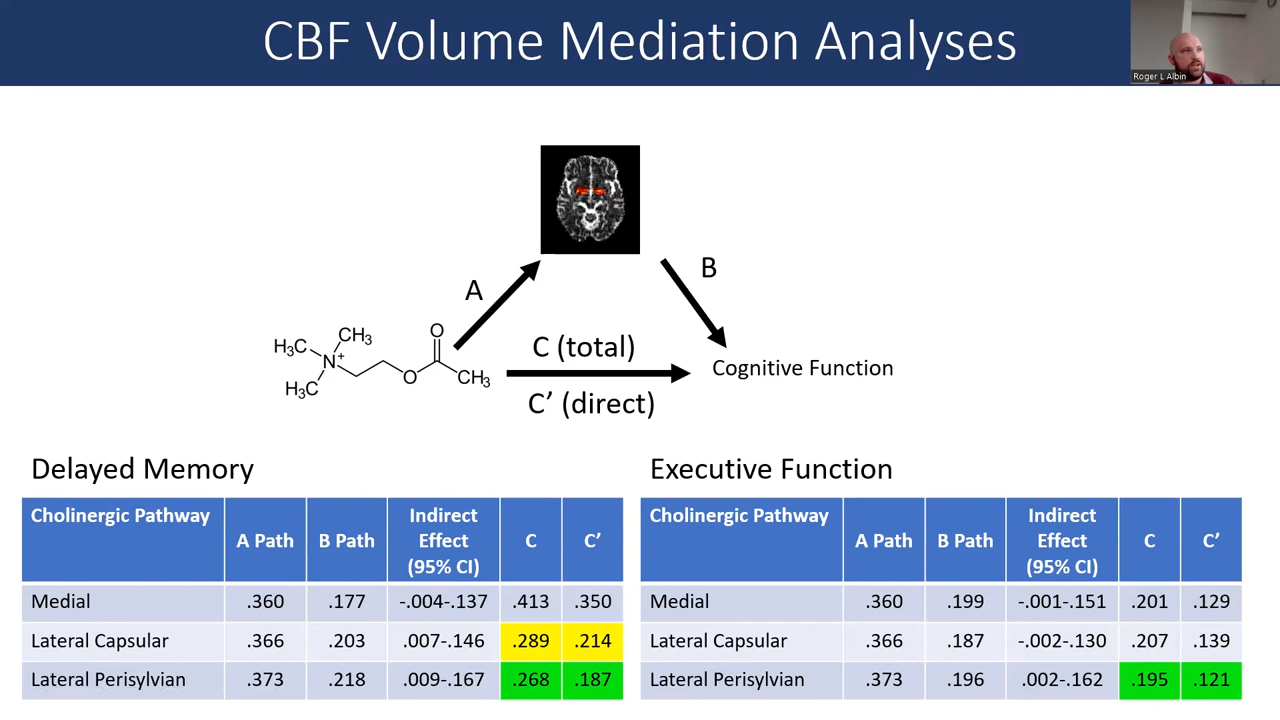 CBF Volume Mediation Analyses
Roger L Albin
A
B
C (total)
C’ (direct)
Cognitive Function
H₃C
CH₃
N⁺
H₃C
O
O
CH₃
Delayed Memory
Cholinergic Pathway A Path B Path Indirect Effect (95% CI) C C’
Medial .360 .177 -.004-.137 .413 .350
Lateral Capsular .366 .203 .007-.146 .289 .214
Lateral Perisylvian .373 .218 .009-.167 .268 .187
Executive Function
Cholinergic Pathway A Path B Path Indirect Effect (95% CI) C C’
Medial .360 .199 -.001-.151 .201 .129
Lateral Capsular .366 .187 -.002-.130 .207 .139
Lateral Perisylvian .373 .196 .002-.162 .195 .121